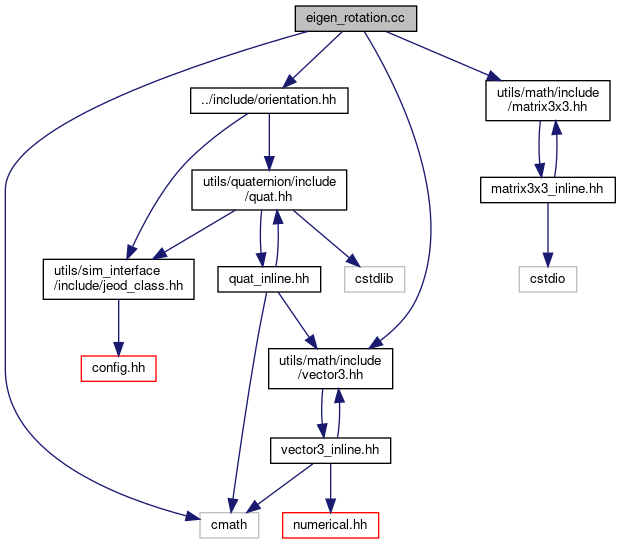 eigen_rotation.cc
../include/orientation.hh
utils/math/include
/matrix3x3.hh
utils/quaternion/include
/quat.hh
matrix3x3_inline.hh
utils/sim_interface
/include/jeod_class.hh
quat_inline.hh
cstdlib
cstdio
config.hh
utils/math/include
/vector3.hh
vector3_inline.hh
cmath
numerical.hh